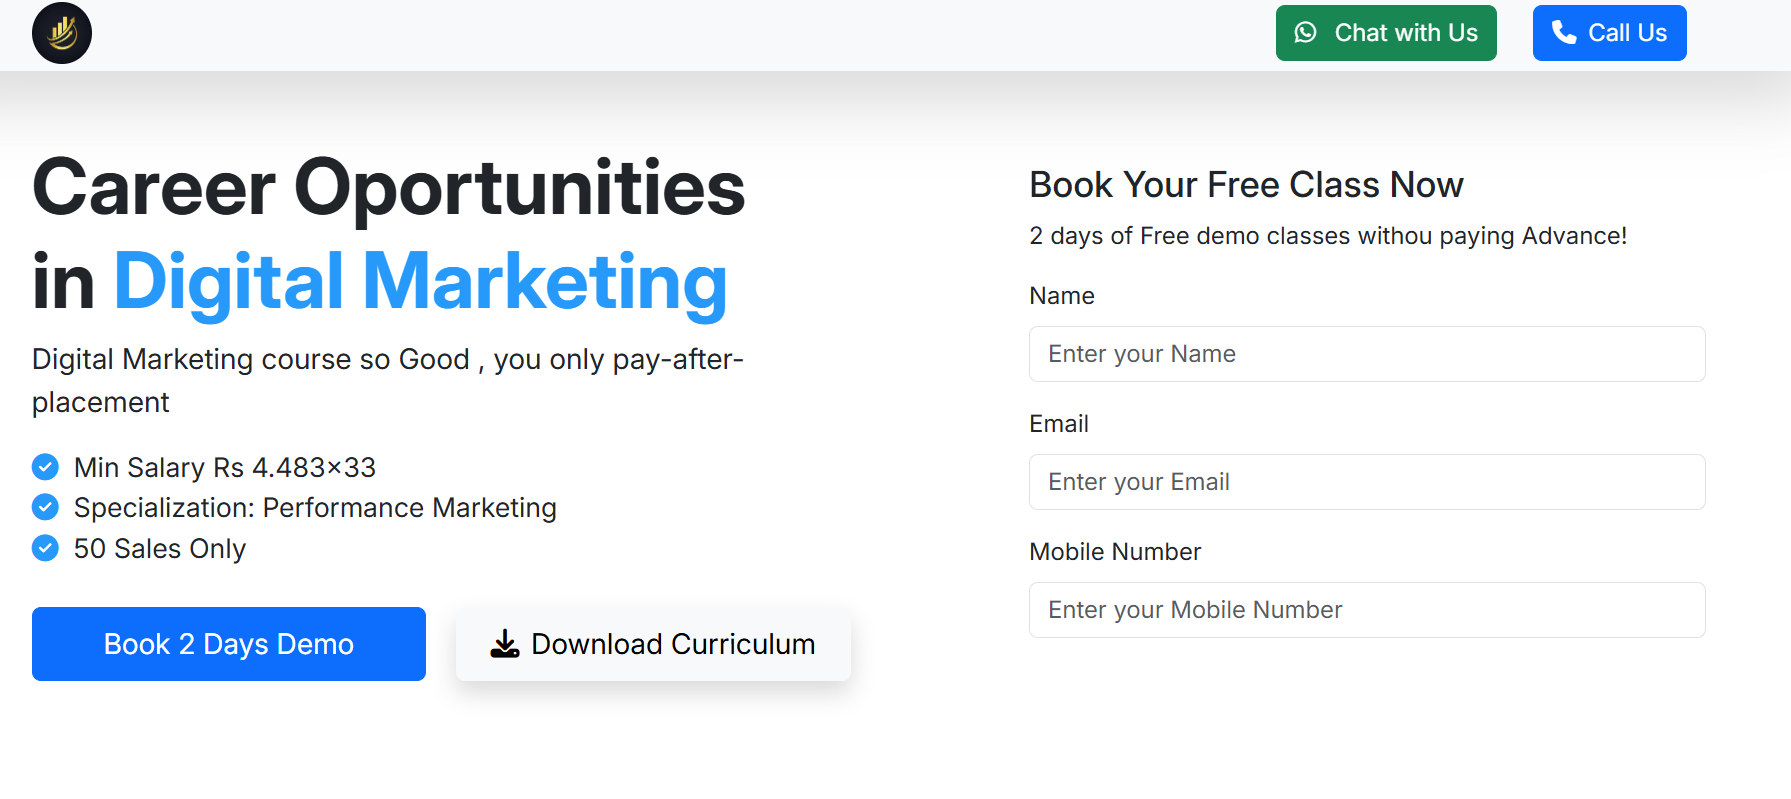 Chat with Us
Call Us
Career Oportunities
in Digital Marketing
Digital Marketing course so Good , you only pay-after-
placement
Min Salary Rs 4.483×33
Specialization: Performance Marketing
50 Sales Only
Book 2 Days Demo
Download Curriculum
Book Your Free Class Now
2 days of Free demo classes withou paying Advance!
Name
Enter your Name
Email
Enter your Email
Mobile Number
Enter your Mobile Number